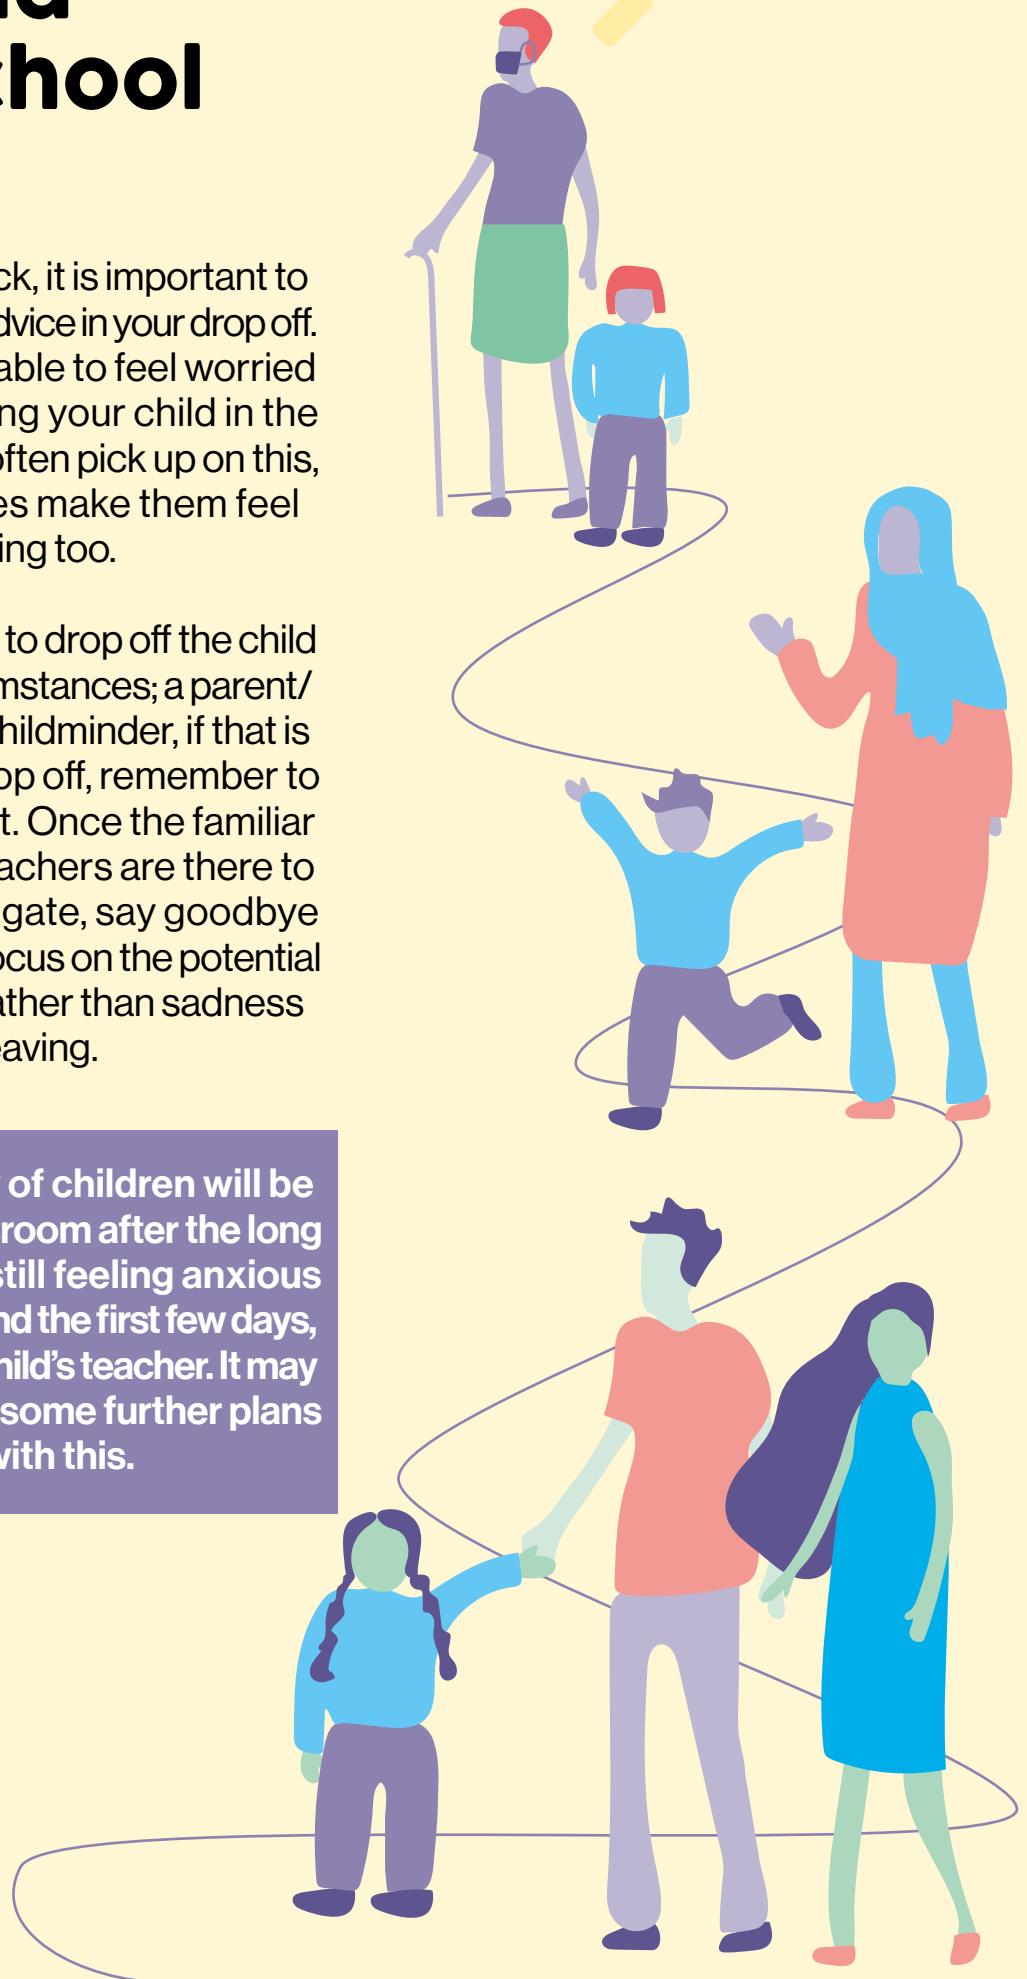 chool
ck, it is important to
dvice in your drop off.
able to feel worried
ng your child in the
often pick up on this,
es make them feel
ing too.
to drop off the child
mstances; a parent/
hildminder, if that is
op off, remember to
t. Once the familiar
achers are there to
gate, say goodbye
ocus on the potential
ather than sadness
eaving.
of children will be
room after the long
still feeling anxious
nd the first few days,
hild’s teacher. It may
some further plans
with this.